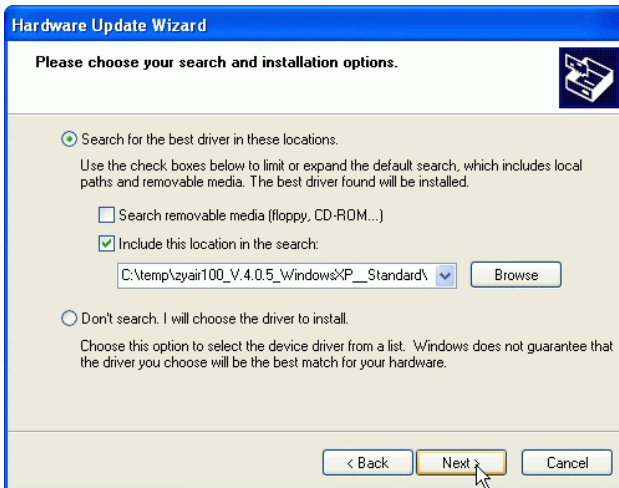 Hardware Update Wizard
Please choose your search and installation options.
Search for the best driver in these locations.
Use the check boxes below to limit or expand the default search, which includes local
paths and removable media. The best driver found will be installed.
Search removable media (floppy, CD-ROM...)
Include this location in the search:
C:\temp\zyair100_V.4.0.5_WindowsXP__Standard\
Browse
Don't search. I will choose the driver to install.
Choose this option to select the device driver from a list. Windows does not guarantee that
the driver you choose will be the best match for your hardware.
< Back
Next >
Cancel